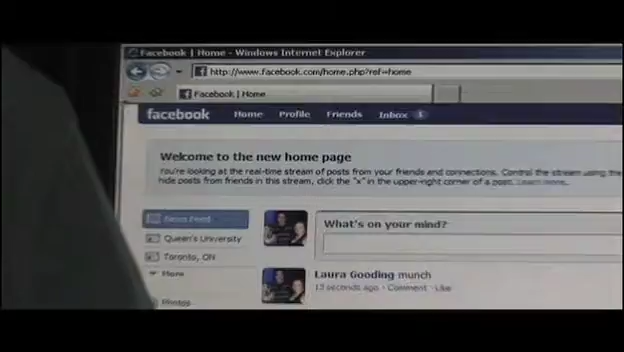 Facebook | Home - Windows Internet Explorer
http://www.facebook.com/home.php?ref=home
Facebook | Home
facebook Home Profile Friends Inbox 1
Welcome to the new home page
You're looking at the real-time stream of posts from your friends and connections. Control the stream using the
hide posts from friends in this stream, click the "x" in the upper-right corner of a post. Learn more.
News Feed
What's on your mind?
Queen's University
Toronto, ON
More
Laura Gooding munch
13 seconds ago · Comment · Like
Photos